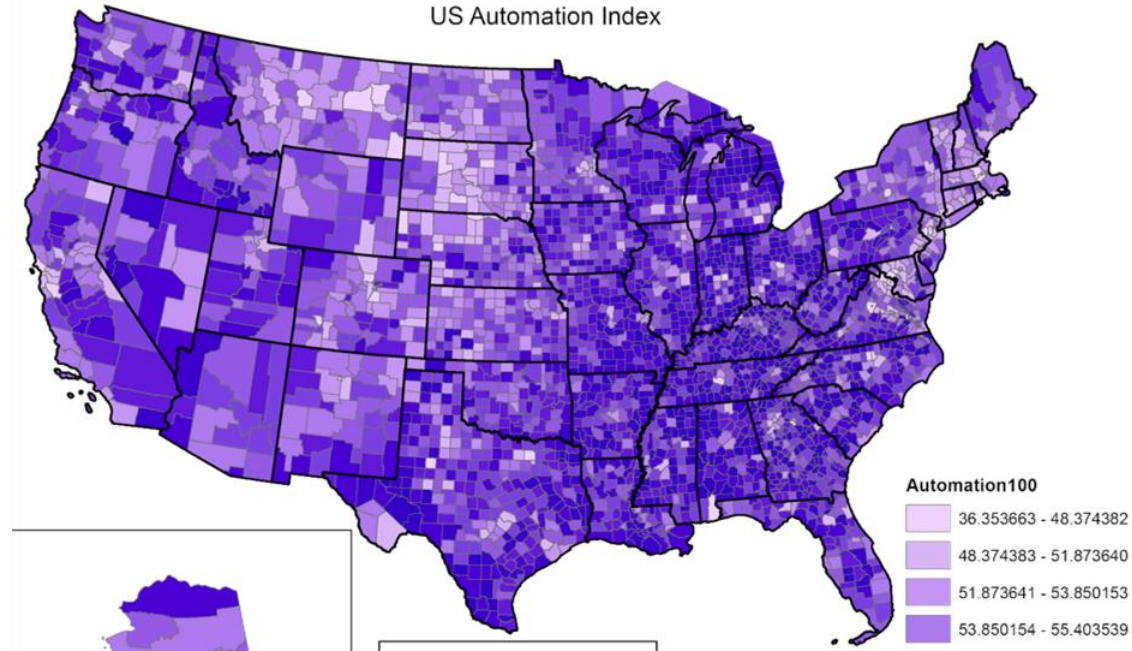 US Automation Index
Automation100
36.353663 - 48.374382
48.374383 - 51.873640
51.873641 - 53.850153
53.850154 - 55.403539